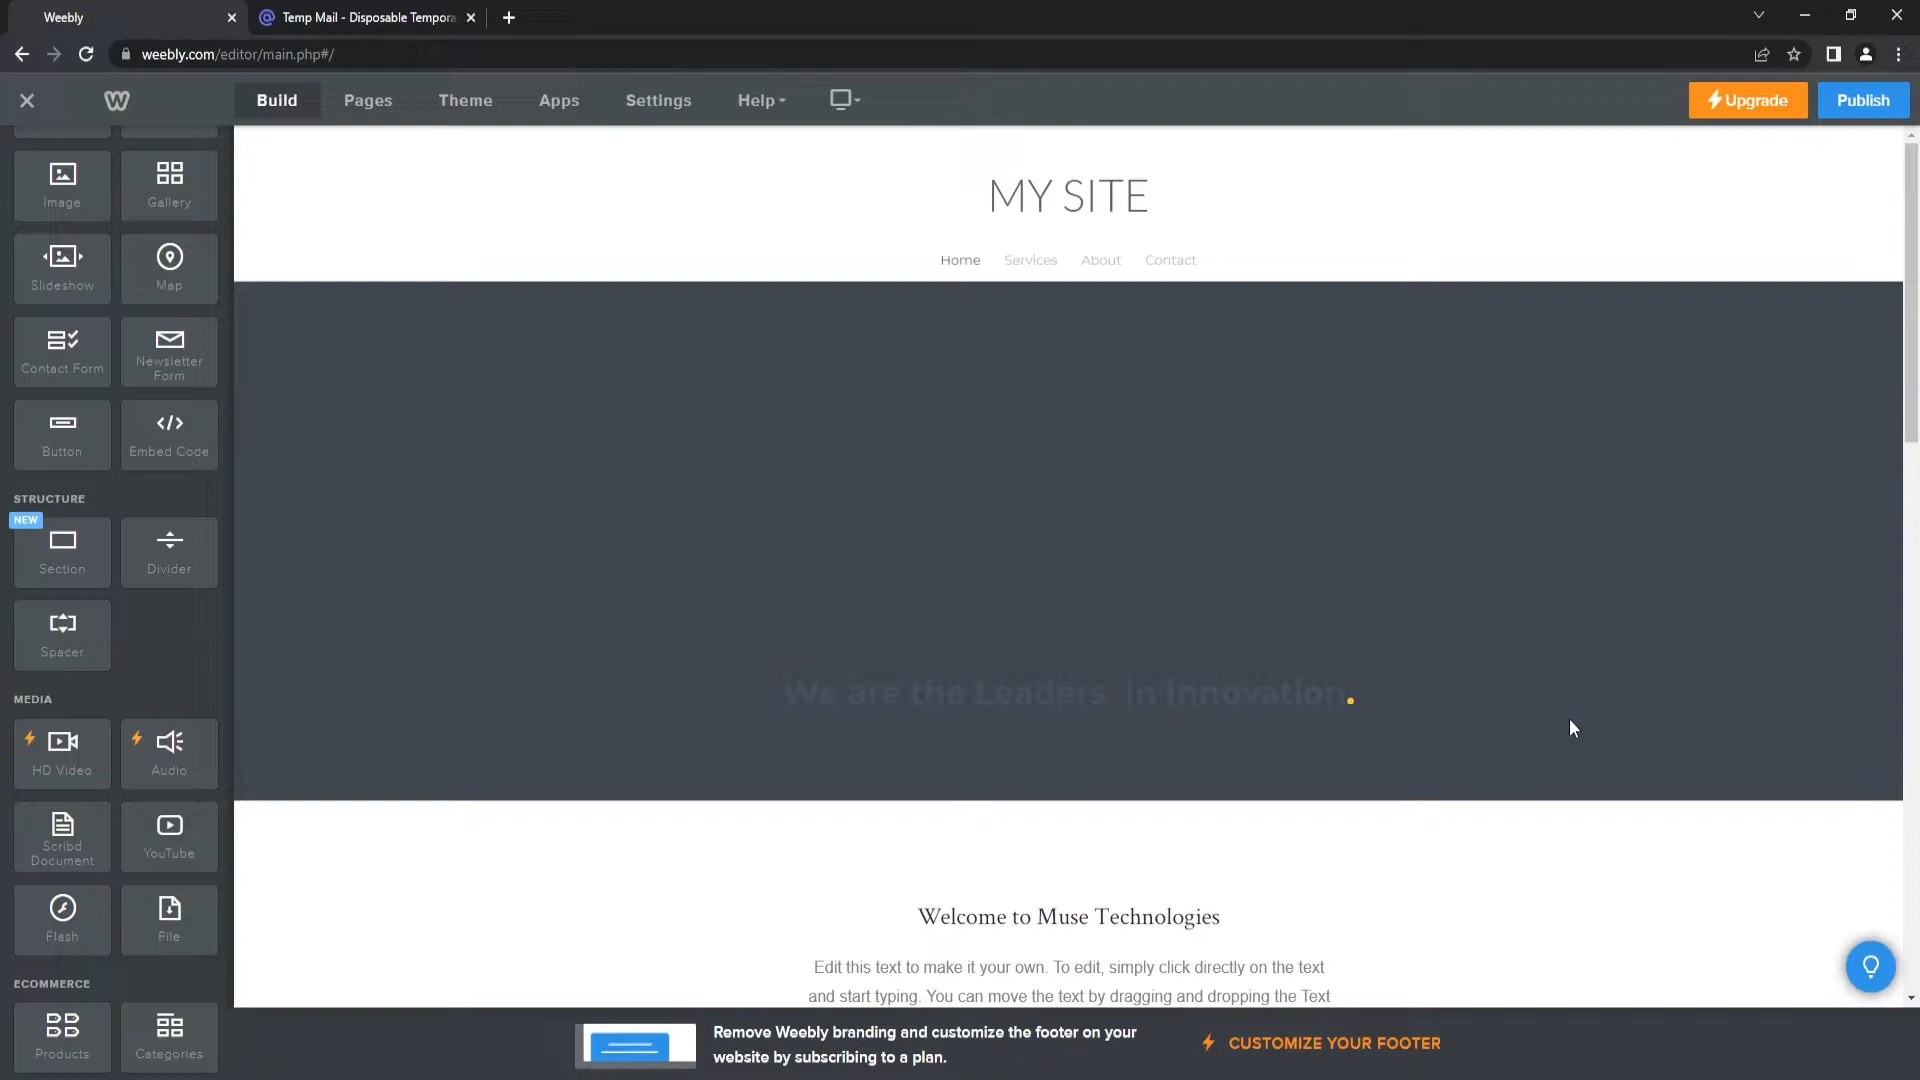 Weebly
Temp Mail - Disposable Tempora
weebly.com/editor/main.php#/
Build
Pages
Theme
Apps
Settings
Help
Upgrade
Publish
Image
Gallery
Slideshow
Map
Contact Form
Newsletter
Form
Button
Embed Code
STRUCTURE
NEW
Section
Divider
Spacer
MEDIA
HD Video
Audio
Scribd
Document
YouTube
Flash
File
ECOMMERCE
Products
Categories
MY SITE
Home Services About Contact
We are the Leaders in Innovation.
Welcome to Muse Technologies
Edit this text to make it your own. To edit, simply click directly on the text
and start typing. You can move the text by dragging and dropping the Text
Remove Weebly branding and customize the footer on your
website by subscribing to a plan.
CUSTOMIZE YOUR FOOTER